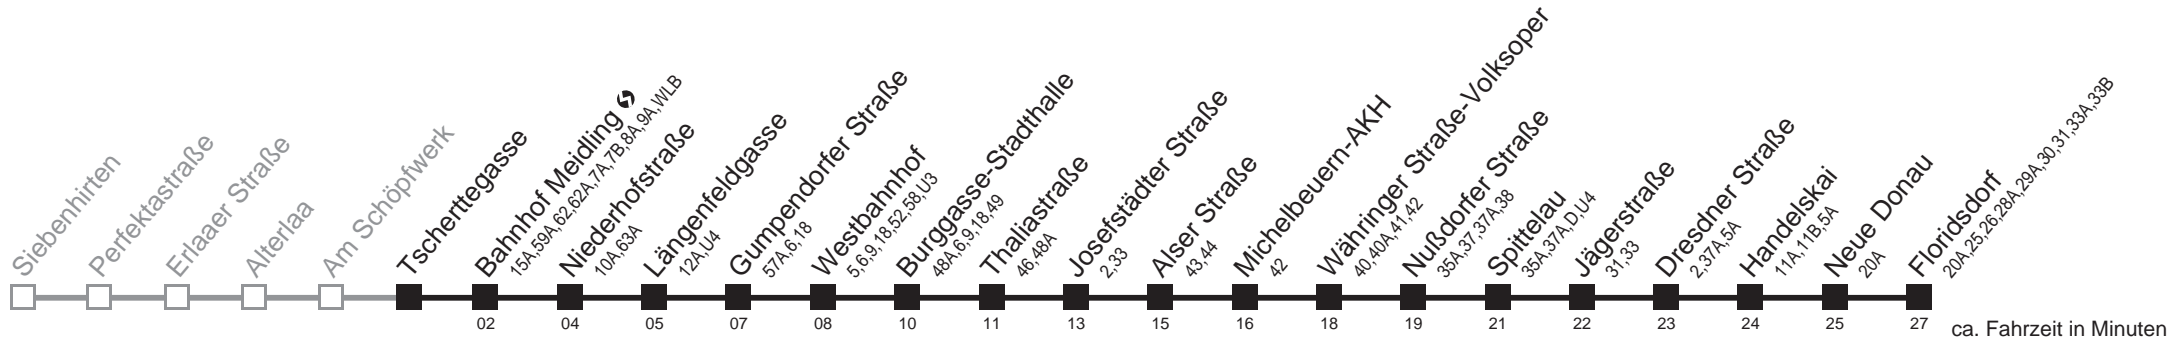 Siebenhirten
Perfektastraße
Erlaaer Straße
Alterlaa
Am Schöpfwerk
Tscherttegasse
Bahnhof Meidling
15A,59A,62,62A,7A,7B,8A,9A,WLB
Niederhofstraße
10A,63A
Längenfeldgasse
12A,U4
Gumpendorfer Straße
57A,6,18
Westbahnhof
5,6,9,18,52,58,U3
Burggasse-Stadthalle
48A,6,9,18,49
Thaliastraße
46,48A
Josefstädter Straße
2,33
Alser Straße
43,44
Michelbeuern-AKH
42
Währinger Straße-Volksoper
40,40A,41,42
Nußdorfer Straße
35A,37,37A,38
Spittelau
35A,37A,D,U4
Jägerstraße
31,33
Dresdner Straße
2,37A,5A
Handelskai
11A,11B,5A
Neue Donau
20A
Floridsdorf
20A,25,26,28A,29A,30,31,33A,33B
02 04 05 07 08 10 11 13 15 16 18 19 21 22 23 24 25 27 ca. Fahrzeit in Minuten